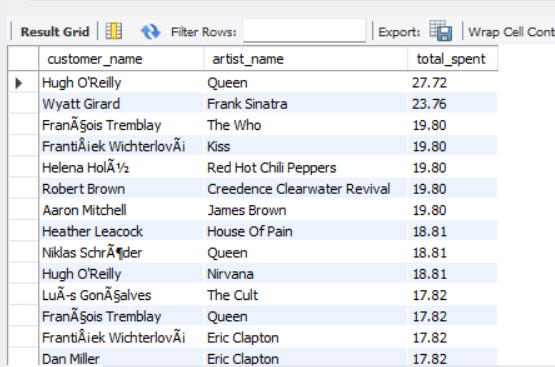 Result Grid Filter Rows: Export: Wrap Cell Cont
customer_name artist_name total_spent
Hugh O'Reilly Queen 27.72
Wyatt Girard Frank Sinatra 23.76
FranÃ§ois Tremblay The Who 19.80
FrantiÅ¡ek WichterlovÃ¡ Kiss 19.80
Helena HolÃ½ Red Hot Chili Peppers 19.80
Robert Brown Creedence Clearwater Revival 19.80
Aaron Mitchell James Brown 19.80
Heather Leacock House Of Pain 18.81
Niklas SchrÃ¶der Queen 18.81
Hugh O'Reilly Nirvana 18.81
LuÃ­s GonÃ§alves The Cult 17.82
FranÃ§ois Tremblay Queen 17.82
FrantiÅ¡ek WichterlovÃ¡ Eric Clapton 17.82
Dan Miller Eric Clapton 17.82